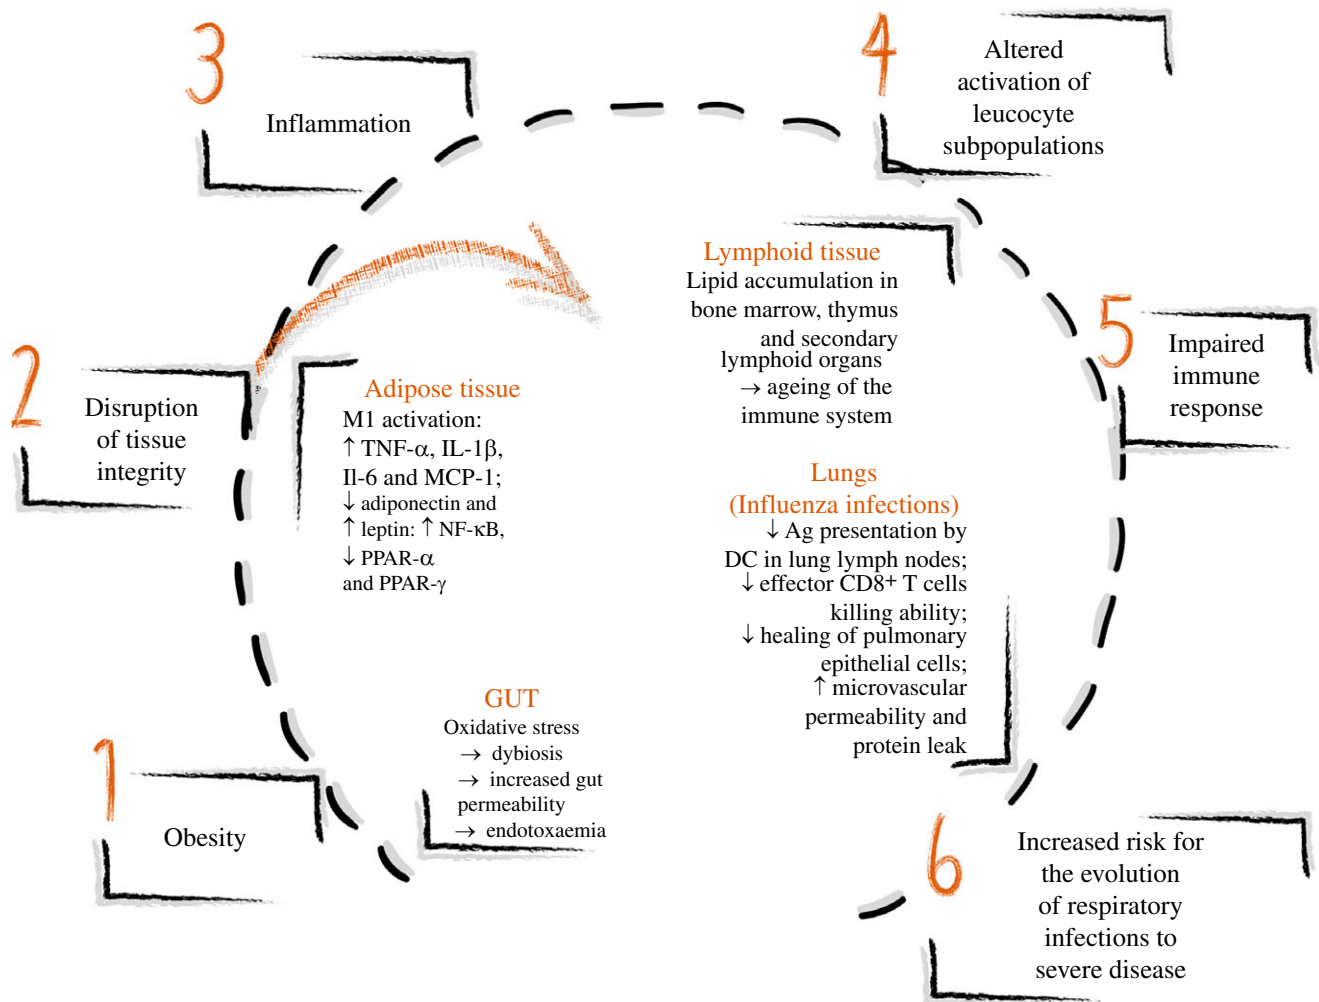 1
Obesity
2
Disruption
of tissue
integrity
3
Inflammation
4
Altered
activation of
leucocyte
subpopulations
5
Impaired
immune
response
6
Increased risk for
the evolution
of respiratory
infections to
severe disease
GUT
Oxidative stress
→ dybiosis
→ increased gut
permeability
→ endotoxaemia
Adipose tissue
M1 activation:
↑ TNF-α, IL-1β,
Il-6 and MCP-1;
↓ adiponectin and
↑ leptin: ↑ NF-κB,
↓ PPAR-α
and PPAR-γ
Lymphoid tissue
Lipid accumulation in
bone marrow, thymus
and secondary
lymphoid organs
→ ageing of the
immune system
Lungs
(Influenza infections)
↓ Ag presentation by
DC in lung lymph nodes;
↓ effector CD8+ T cells
killing ability;
↓ healing of pulmonary
epithelial cells;
↑ microvascular
permeability and
protein leak